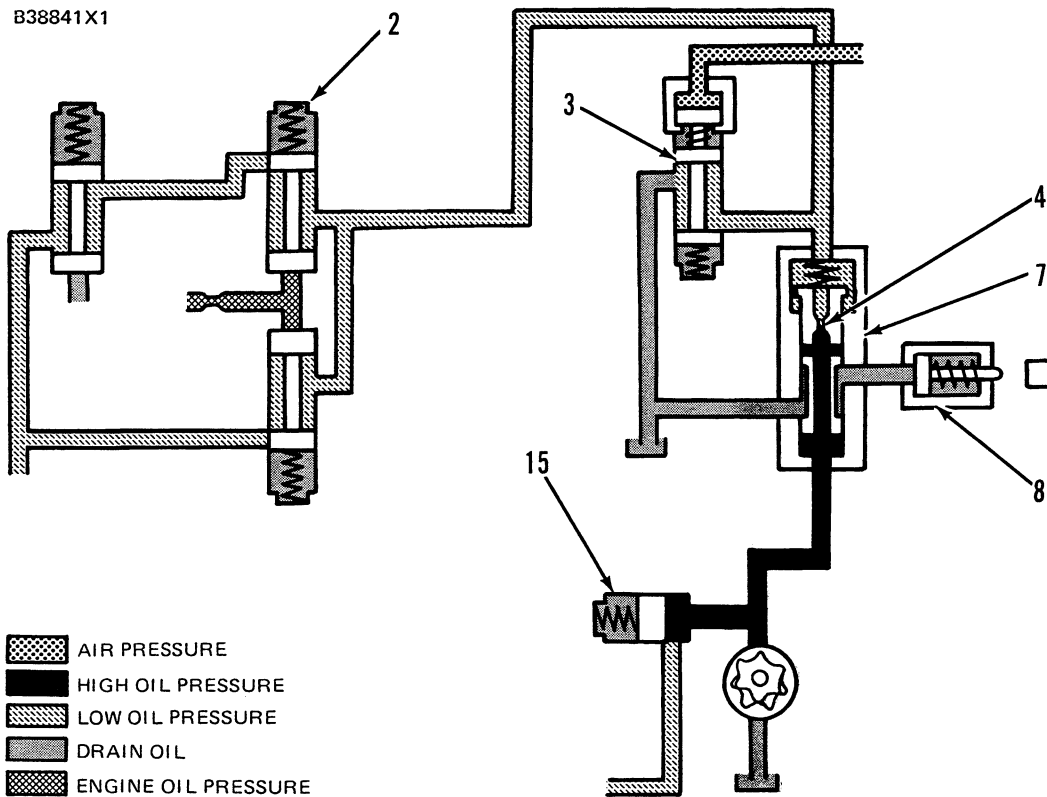 B38841X1
2
3
4
7
8
15
AIR PRESSURE
HIGH OIL PRESSURE
LOW OIL PRESSURE
DRAIN OIL
ENGINE OIL PRESSURE